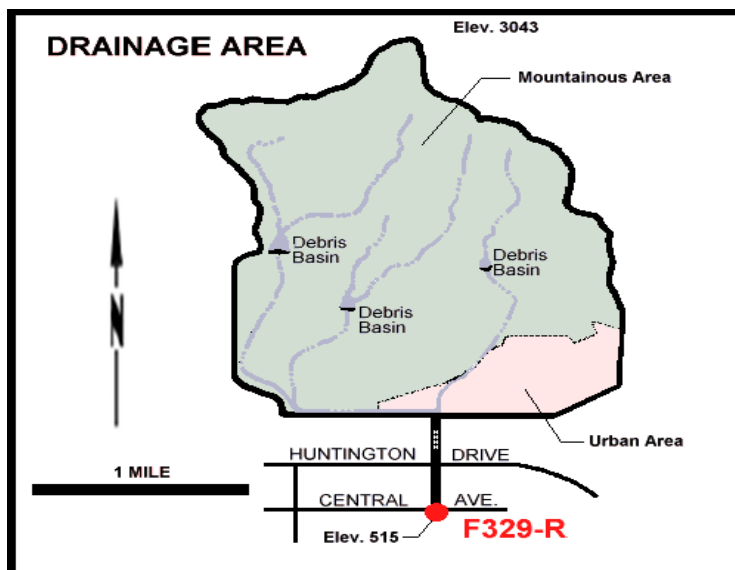 Elev. 3043
DRAINAGE AREA
Mountainous Area
Debris
Basin
Debris
Basin
Debris
Basin
N
Urban Area
HUNTINGTON DRIVE
1 MILE
CENTRAL AVE.
Elev. 515
F329-R